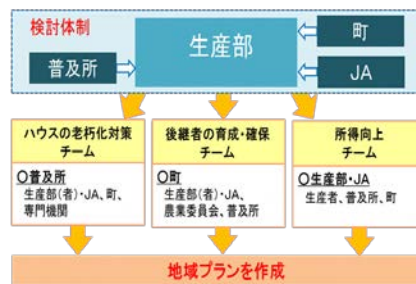 検討体制
生産部
町
普及所
JA
ハウスの老朽化対策
チーム
〇普及所
生産部(者)・JA、町、
専門機関
後継者の育成・確保
チーム
〇町
生産部(者)・JA、
農業委員会、普及所
所得向上
チーム
〇生産部・JA
生産者、普及所、町
地域プランを作成